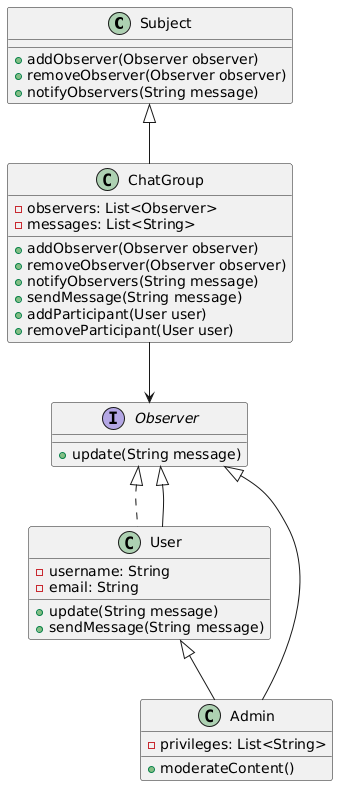 C Subject
addObserver(Observer observer)
removeObserver(Observer observer)
notifyObservers(String message)
C ChatGroup
observers: List<Observer>
messages: List<String>
addObserver(Observer observer)
removeObserver(Observer observer)
notifyObservers(String message)
sendMessage(String message)
addParticipant(User user)
removeParticipant(User user)
I Observer
update(String message)
C User
username: String
email: String
update(String message)
sendMessage(String message)
C Admin
privileges: List<String>
moderateContent()